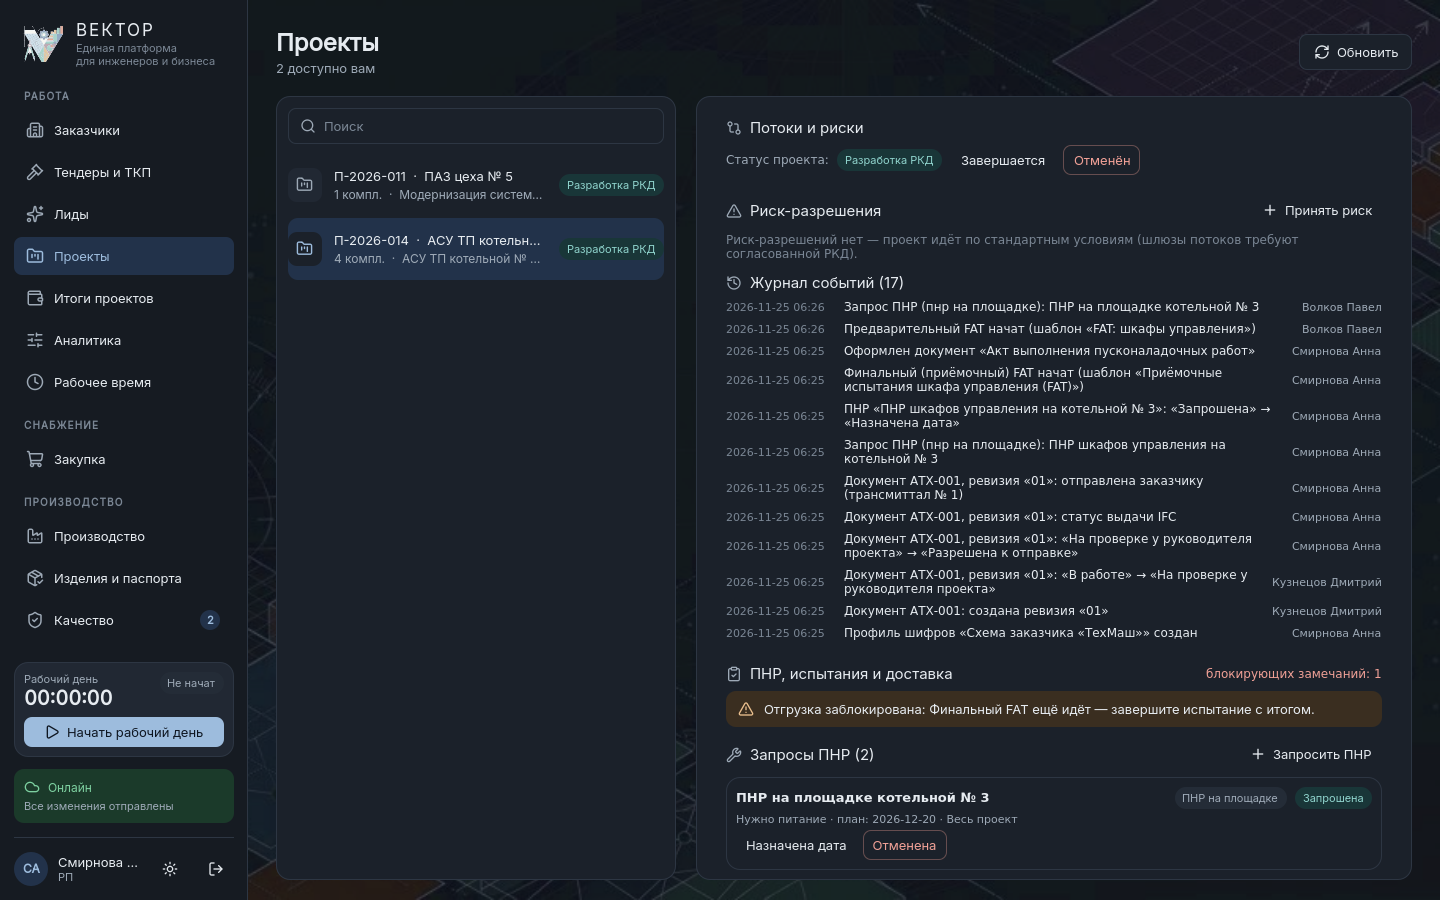 ВЕКТОР
Единая платформа
для инженеров и бизнеса
РАБОТА
Заказчики
Тендеры и ТКП
Лиды
Проекты
Итоги проектов
Аналитика
Рабочее время
СНАБЖЕНИЕ
Закупка
ПРОИЗВОДСТВО
Производство
Изделия и паспорта
Качество 2
Рабочий день Не начат
00:00:00
Начать рабочий день
Онлайн
Все изменения отправлены
СА Смирнова ...
РП
Проекты
2 доступно вам
Обновить
Поиск
П-2026-011 · ПАЗ цеха № 5
1 компл. · Модернизация систем...
Разработка РКД
П-2026-014 · АСУ ТП котельн...
4 компл. · АСУ ТП котельной № ...
Разработка РКД
Потоки и риски
Статус проекта: Разработка РКД Завершается Отменён
Риск-разрешения + Принять риск
Риск-разрешений нет — проект идёт по стандартным условиям (шлюзы потоков требуют
согласованной РКД).
Журнал событий (17)
2026-11-25 06:26 Запрос ПНР (пнр на площадке): ПНР на площадке котельной № 3 Волков Павел
2026-11-25 06:26 Предварительный FAT начат (шаблон «FAT: шкафы управления») Волков Павел
2026-11-25 06:25 Оформлен документ «Акт выполнения пусконаладочных работ» Смирнова Анна
2026-11-25 06:25 Финальный (приёмочный) FAT начат (шаблон «Приёмочные
испытания шкафа управления (FAT)») Смирнова Анна
2026-11-25 06:25 ПНР «ПНР шкафов управления на котельной № 3»: «Запрошена» →
«Назначена дата» Смирнова Анна
2026-11-25 06:25 Запрос ПНР (пнр на площадке): ПНР шкафов управления на
котельной № 3 Смирнова Анна
2026-11-25 06:25 Документ АТХ-001, ревизия «01»: отправлена заказчику
(трансмиттал № 1) Смирнова Анна
2026-11-25 06:25 Документ АТХ-001, ревизия «01»: статус выдачи IFC Смирнова Анна
2026-11-25 06:25 Документ АТХ-001, ревизия «01»: «На проверке у руководителя
проекта» → «Разрешена к отправке» Смирнова Анна
2026-11-25 06:25 Документ АТХ-001, ревизия «01»: «В работе» → «На проверке у
руководителя проекта» Кузнецов Дмитрий
2026-11-25 06:25 Документ АТХ-001: создана ревизия «01» Кузнецов Дмитрий
2026-11-25 06:25 Профиль шифров «Схема заказчика «ТехМаш»» создан Смирнова Анна
ПНР, испытания и доставка блокирующих замечаний: 1
Отгрузка заблокирована: Финальный FAT ещё идёт — завершите испытание с итогом.
Запросы ПНР (2) + Запросить ПНР
ПНР на площадке котельной № 3 ПНР на площадке Запрошена
Нужно питание · план: 2026-12-20 · Весь проект
Назначена дата Отменена